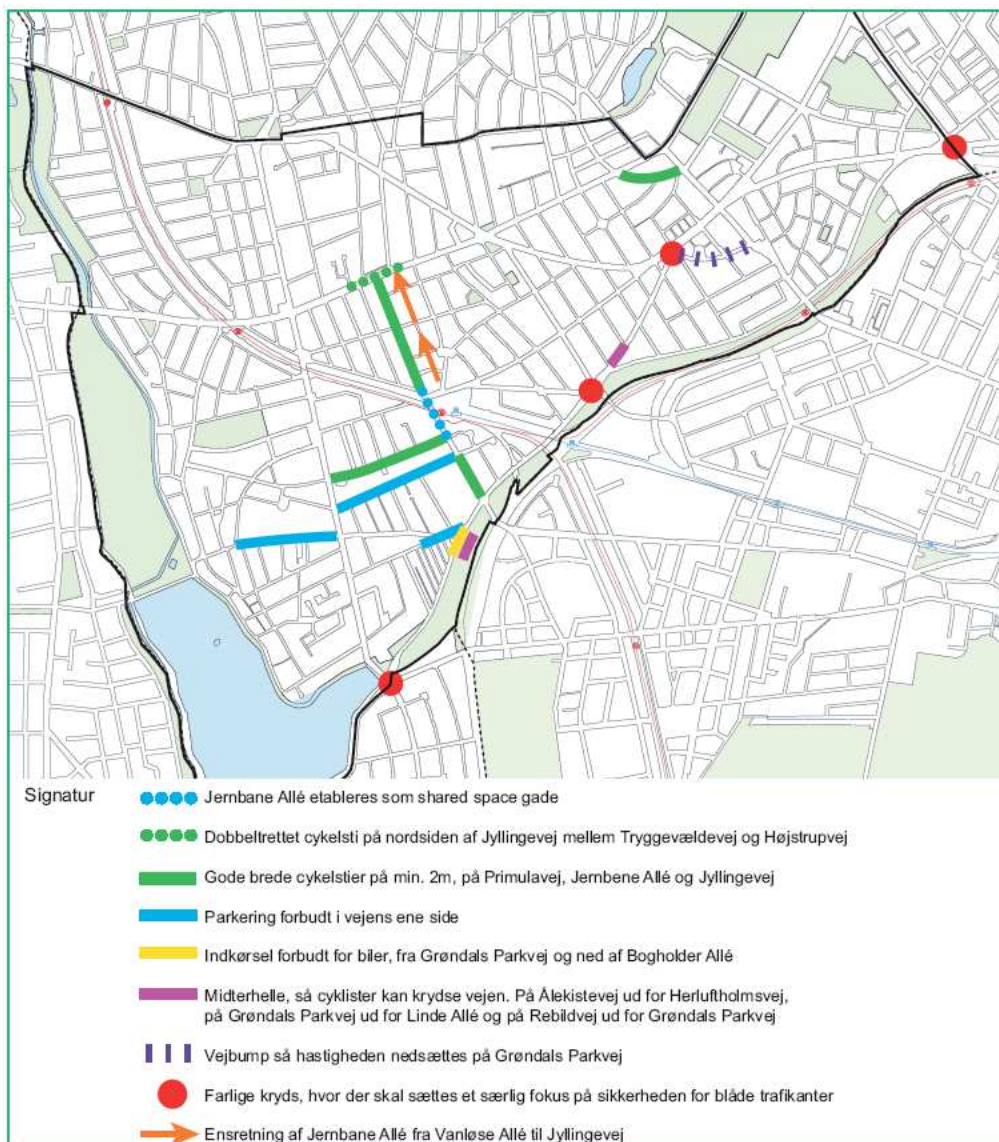 Signatur
Jernbane Allé etableres som shared space gade
Dobbeltrettet cykelsti på nordsiden af Jyllingevej mellem Tryggevældevej og Højstrupvej
Gode brede cykelstier på min. 2m, på Primulavej, Jernbene Allé og Jyllingevej
Parkering forbudt i vejens ene side
Indkørsel forbudt for biler, fra Grøndals Parkvej og ned af Bogholder Allé
Midterhelle, så cyklister kan krydse vejen. På Ålekistevej ud for Herluftholmsvej,
på Grøndals Parkvej ud for Linde Allé og på Rebildvej ud for Grøndals Parkvej
Vejbump så hastigheden nedsættes på Grøndals Parkvej
Farlige kryds, hvor der skal sættes et særlig fokus på sikkerheden for blåde trafikanter
Ensretning af Jernbane Allé fra Vanløse Allé til Jyllingevej